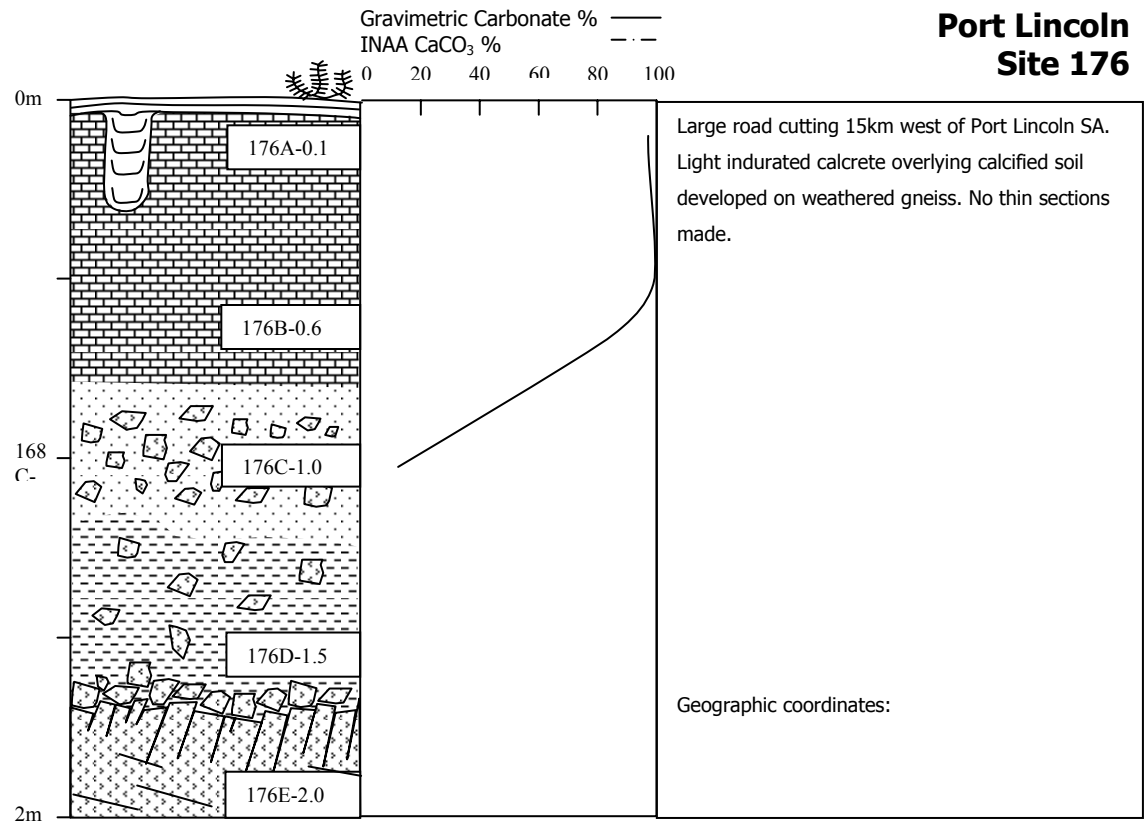 Gravimetric Carbonate %
INAA CaCO₃ %
Port Lincoln
Site 176
0 20 40 60 80 100
0m
176A-0.1
176B-0.6
168
C-
176C-1.0
176D-1.5
176E-2.0
2m
Large road cutting 15km west of Port Lincoln SA.
Light indurated calcrete overlying calcified soil
developed on weathered gneiss. No thin sections
made.
Geographic coordinates: